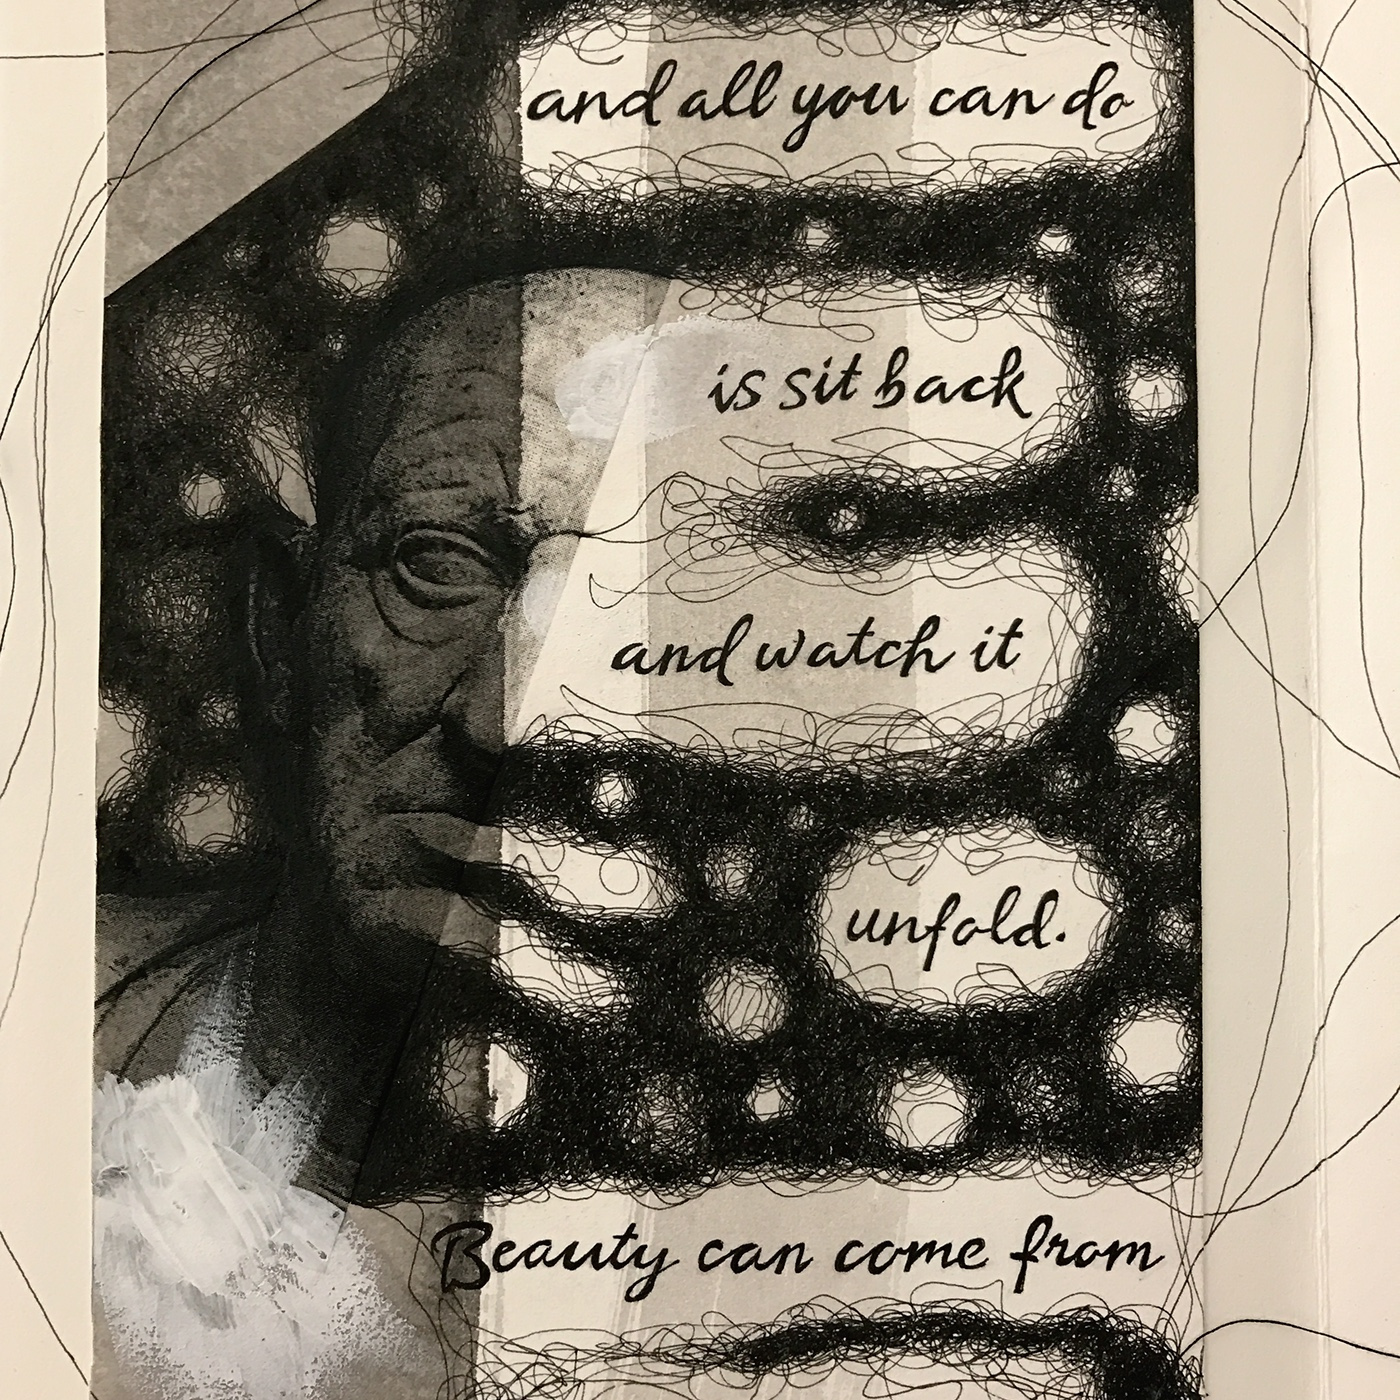 and all you can do
is sit back
and watch it
unfold.
Beauty can come from